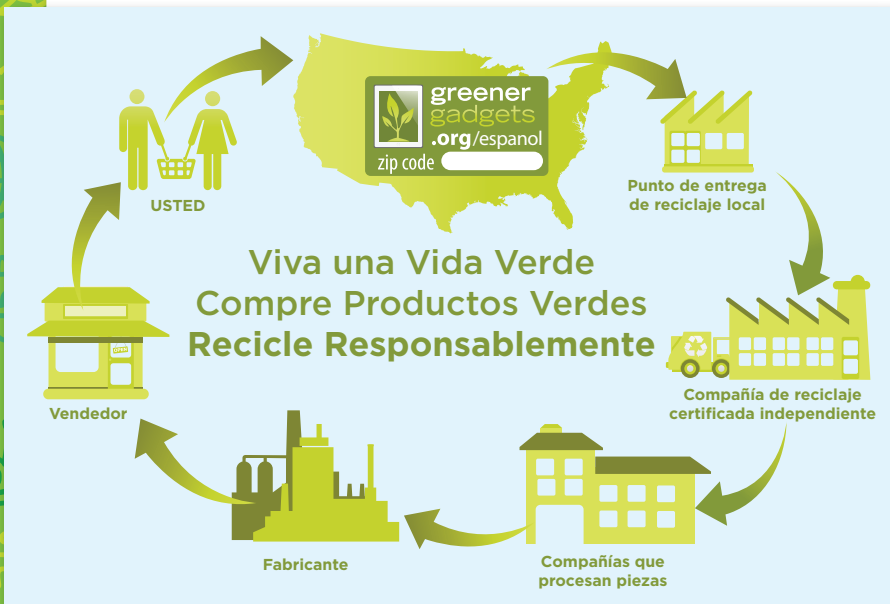 greener
gadgets
.org/espanol
zip code
USTED
Punto de entrega
de reciclaje local
Viva una Vida Verde
Compre Productos Verdes
Recicle Responsablemente
OPEN
Vendedor
Compañía de reciclaje
certificada independiente
Fabricante
Compañías que
procesan piezas